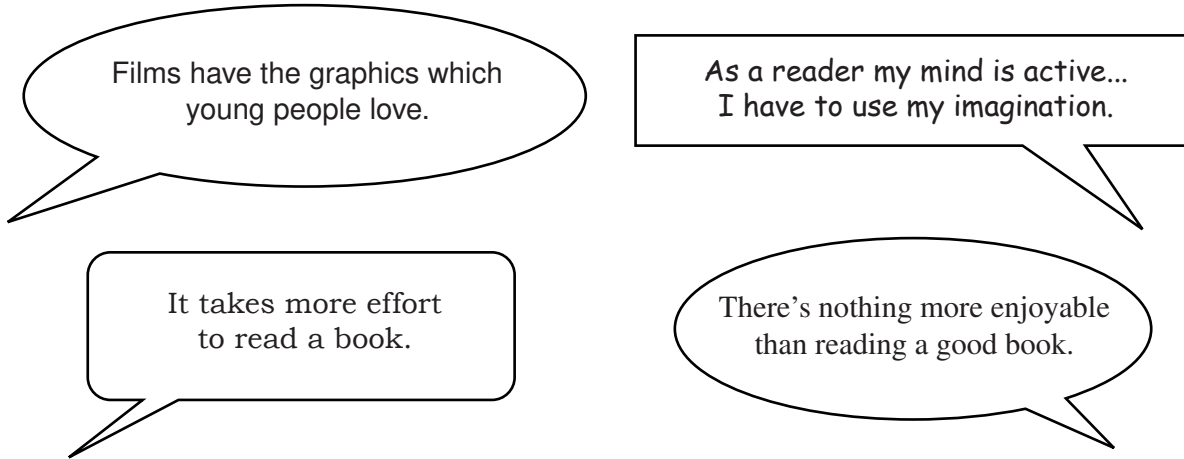 Films have the graphics which
young people love.
As a reader my mind is active...
I have to use my imagination.
It takes more effort
to read a book.
There’s nothing more enjoyable
than reading a good book.